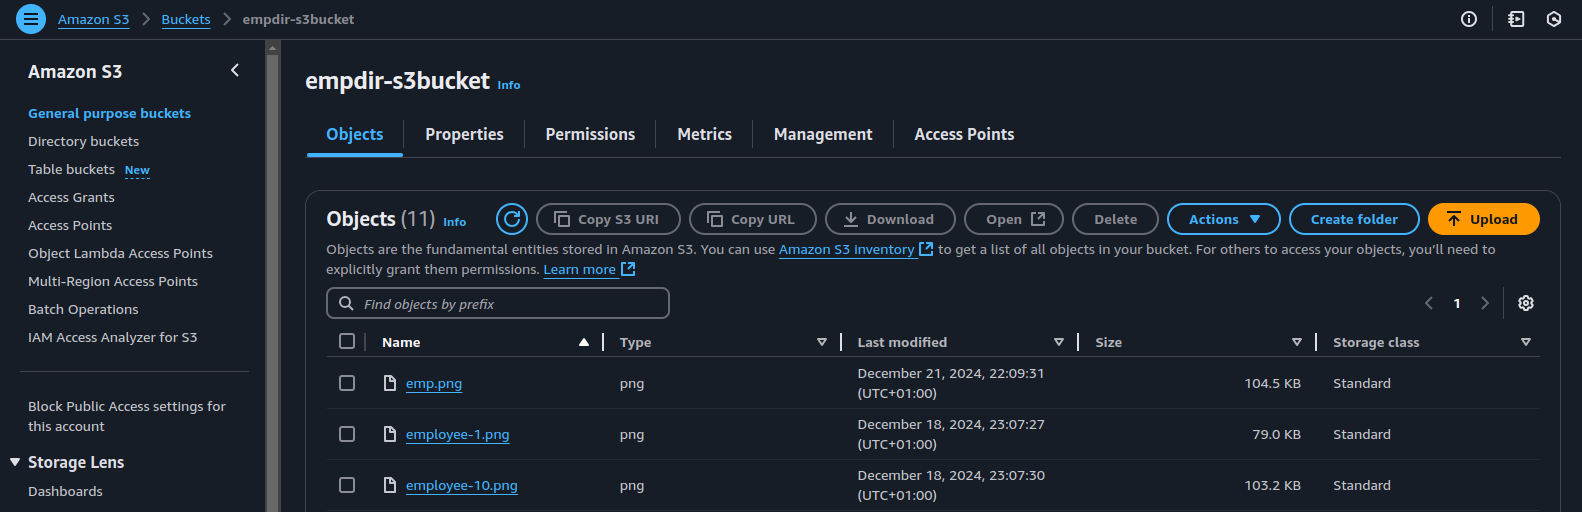 Amazon S3 > Buckets > empdir-s3bucket
Amazon S3
General purpose buckets
Directory buckets
Table buckets New
Access Grants
Access Points
Object Lambda Access Points
Multi-Region Access Points
Batch Operations
IAM Access Analyzer for S3
Block Public Access settings for
this account
Storage Lens
Dashboards
empdir-s3bucket Info
Objects Properties Permissions Metrics Management Access Points
Objects (11) Info Copy S3 URI Copy URL Download Open Delete Actions Create folder Upload
Objects are the fundamental entities stored in Amazon S3. You can use Amazon S3 inventory to get a list of all objects in your bucket. For others to access your objects, you'll need to
explicitly grant them permissions. Learn more
Find objects by prefix
1
Name Type Last modified Size Storage class
emp.png png December 21, 2024, 22:09:31 104.5 KB Standard
(UTC+01:00)
employee-1.png png December 18, 2024, 23:07:27 79.0 KB Standard
(UTC+01:00)
employee-10.png png December 18, 2024, 23:07:30 103.2 KB Standard
(UTC+01:00)